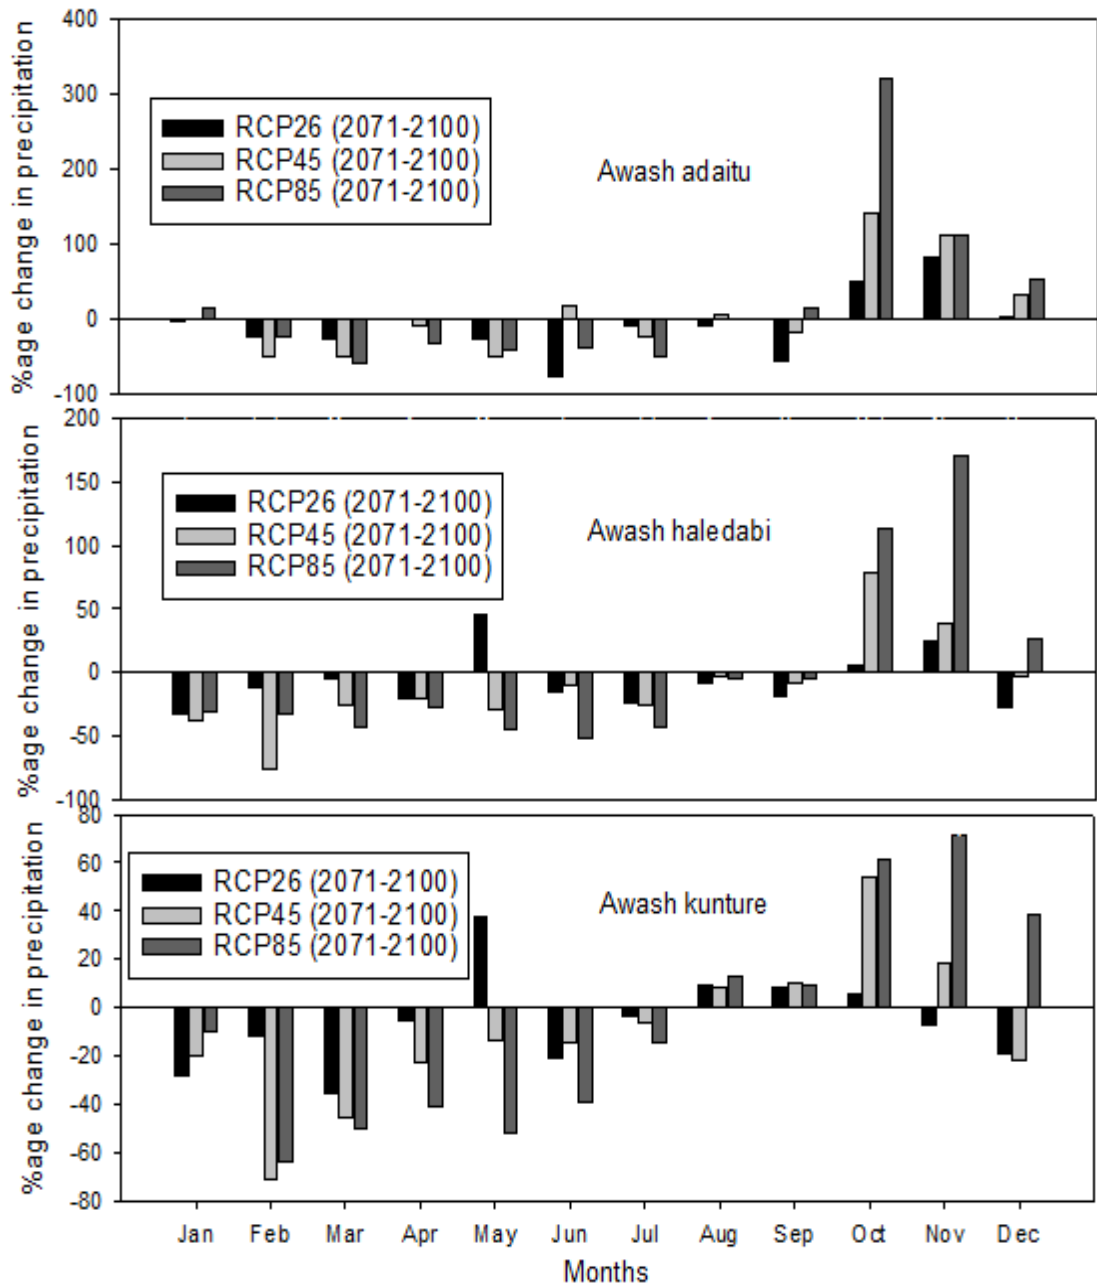 400
300
200
100
0
-100
%age change in precipitation
RCP26 (2071-2100)
RCP45 (2071-2100)
RCP85 (2071-2100)
Awash adaitu
200
150
100
50
0
-50
-100
%age change in precipitation
RCP26 (2071-2100)
RCP45 (2071-2100)
RCP85 (2071-2100)
Awash haledabi
80
60
40
20
0
-20
-40
-60
-80
%age change in precipitation
RCP26 (2071-2100)
RCP45 (2071-2100)
RCP85 (2071-2100)
Awash kunture
Jan Feb Mar Apr May Jun Jul Aug Sep Oct Nov Dec
Months